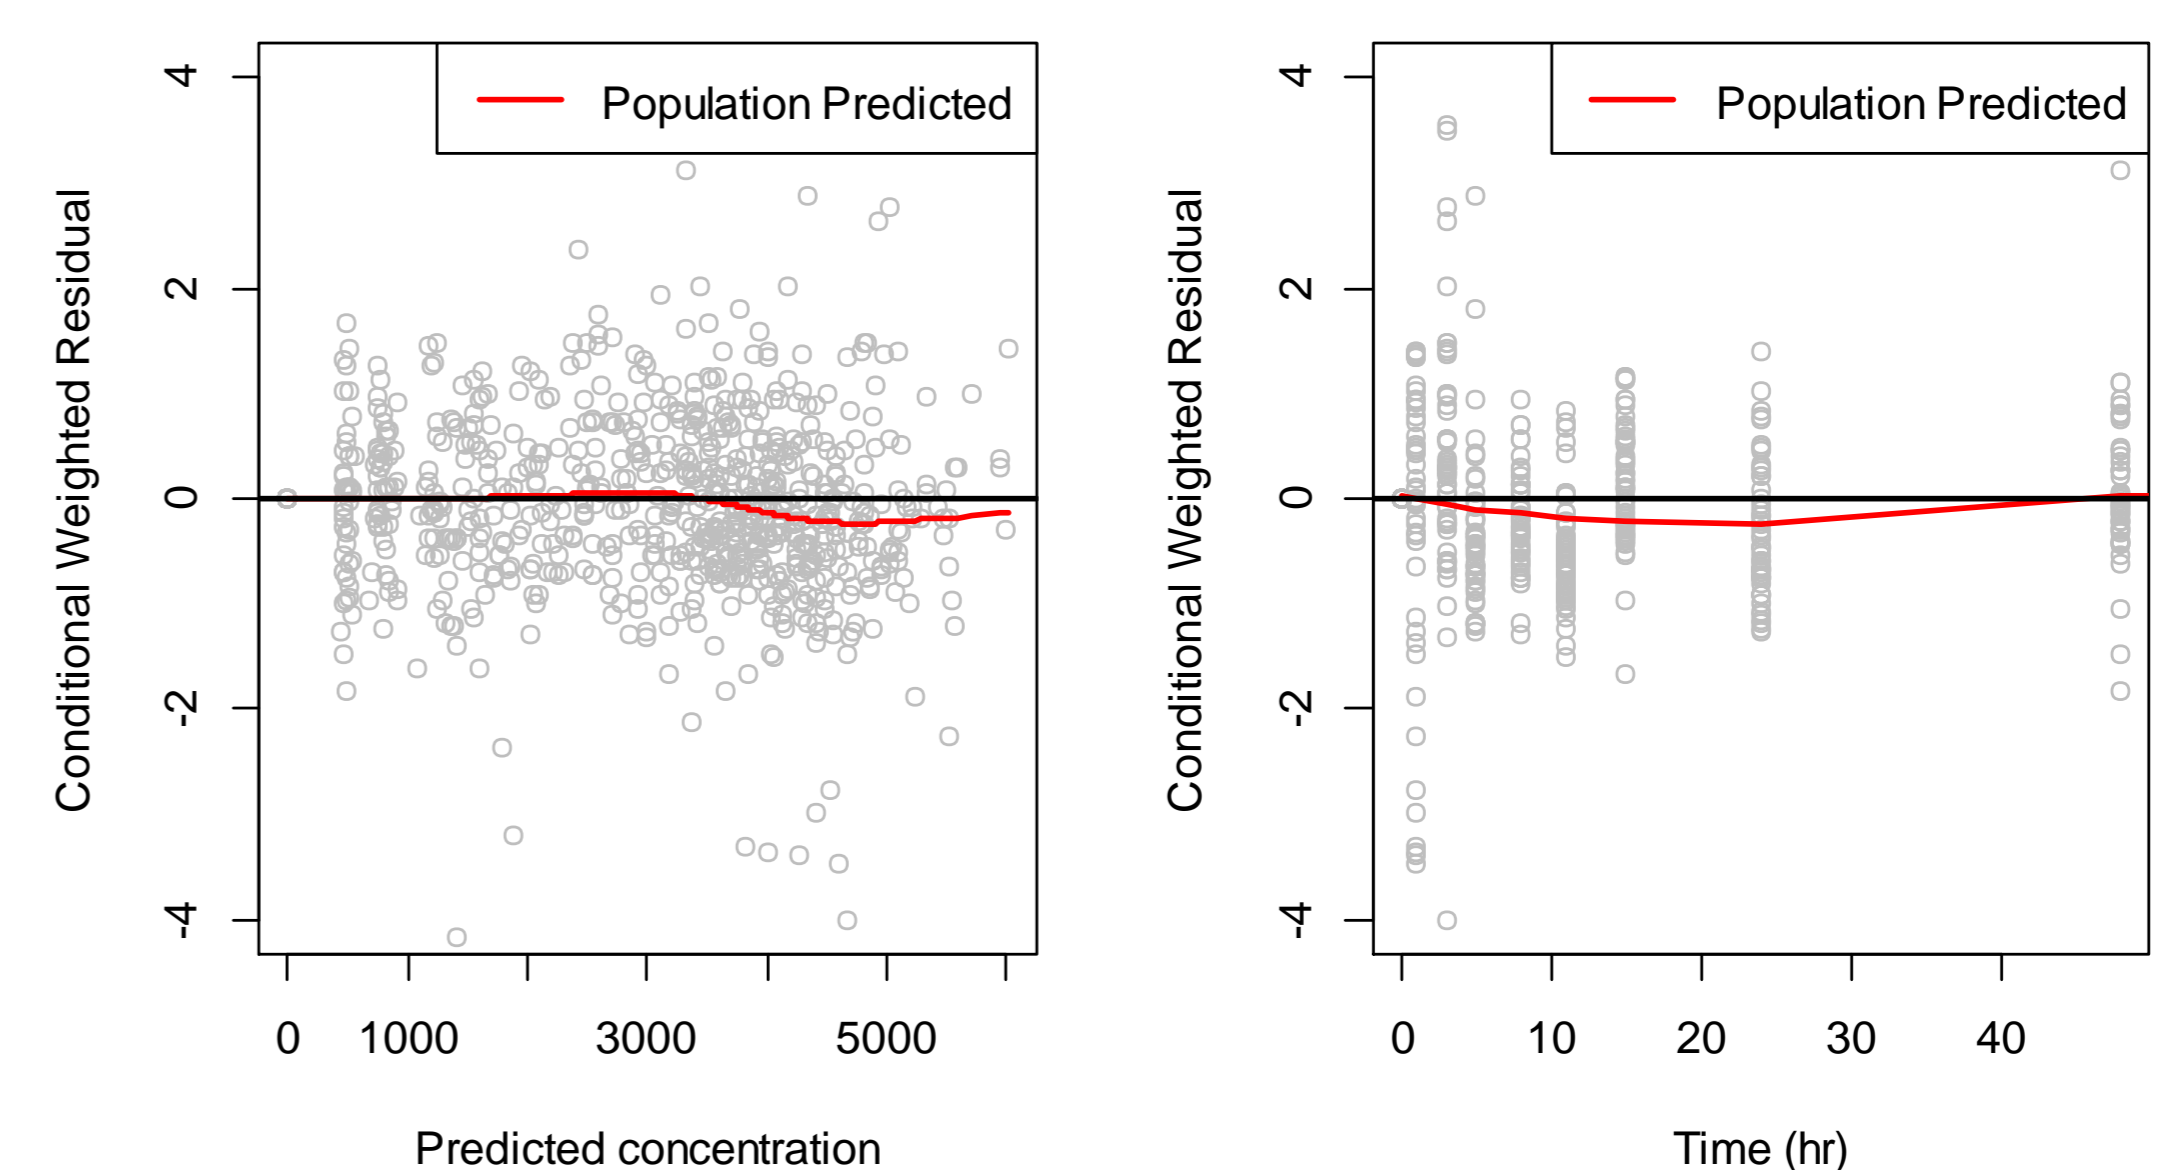 Population Predicted
Conditional Weighted Residual
4
2
0
-2
-4
0 1000 3000 5000
Predicted concentration
Population Predicted
Conditional Weighted Residual
4
2
0
-2
-4
0 10 20 30 40
Time (hr)